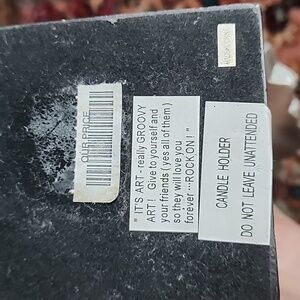 OUR PRICE
" ITS ART - really GROOVY
ART ! Give to yourself and
your friends ( yes all of them )
so they will love you
forever ...ROCK ON ! "
CANDLE HOLDER
DO NOT LEAVE UNATTENDED